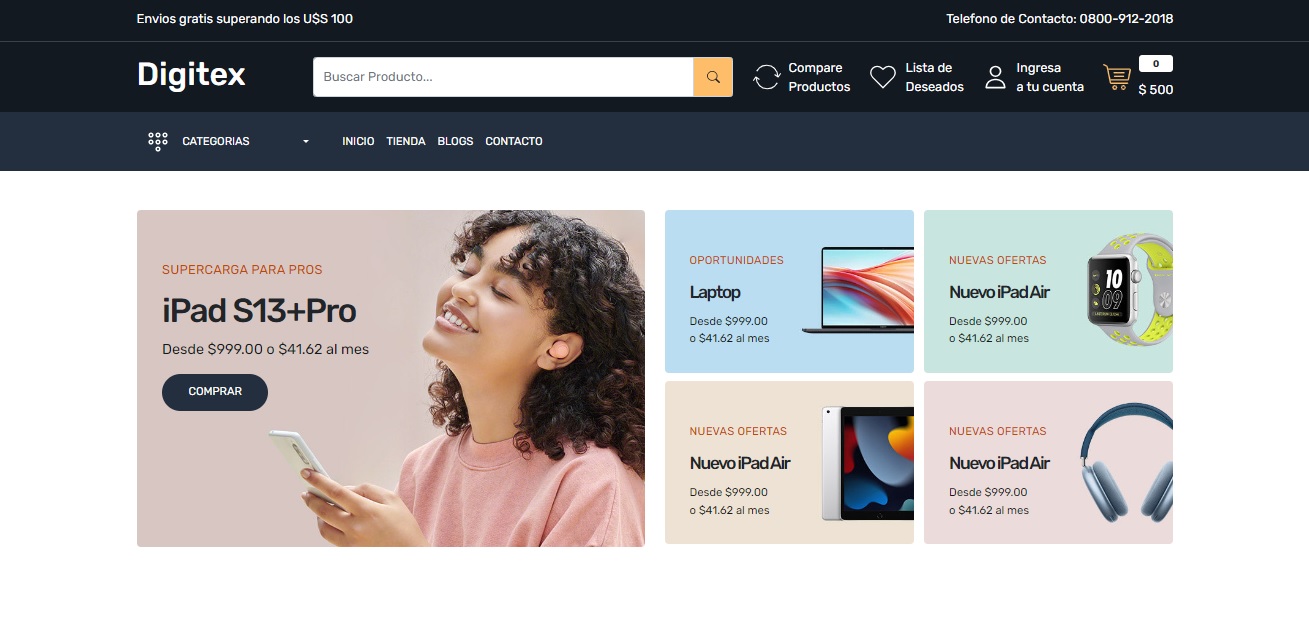 Envios gratis superando los U$S 100
Telefono de Contacto: 0800-912-2018
Digitex
Buscar Producto...
Compare
Productos
Lista de
Deseados
Ingresa
a tu cuenta
0
$ 500
CATEGORIAS
INICIO TIENDA BLOGS CONTACTO
SUPERCARGA PARA PROS
iPad S13+Pro
Desde $999.00 o $41.62 al mes
COMPRAR
OPORTUNIDADES
Laptop
Desde $999.00
o $41.62 al mes
NUEVAS OFERTAS
Nuevo iPad Air
Desde $999.00
o $41.62 al mes
10
09
NUEVAS OFERTAS
Nuevo iPad Air
Desde $999.00
o $41.62 al mes
NUEVAS OFERTAS
Nuevo iPad Air
Desde $999.00
o $41.62 al mes